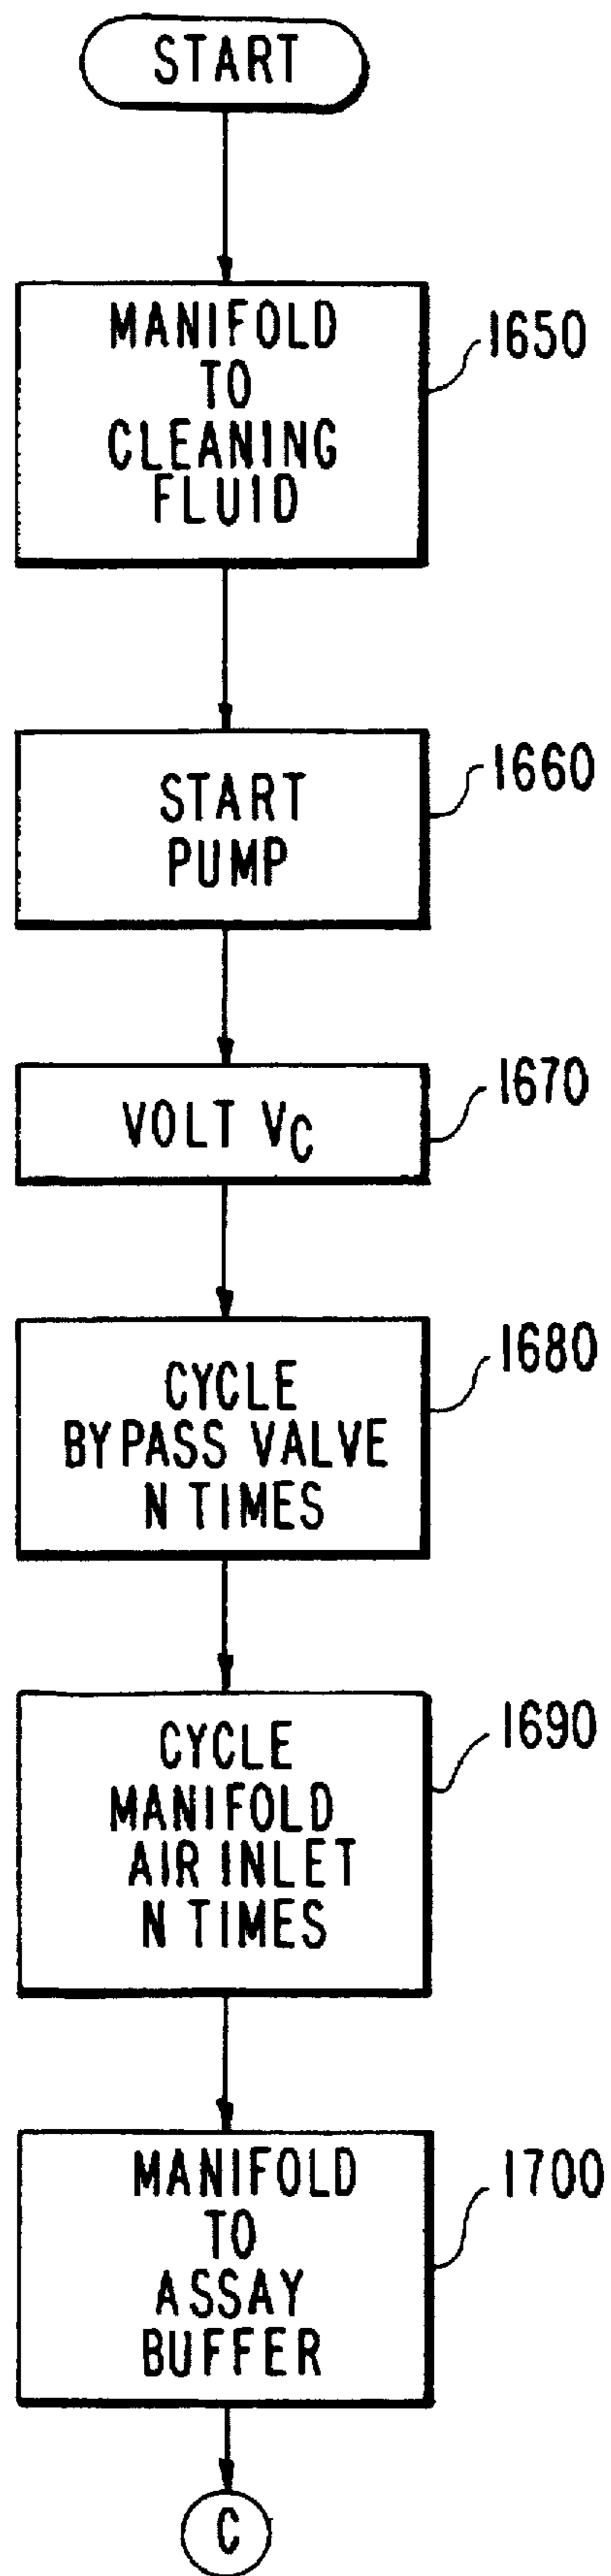 START
MANIFOLD
TO
CLEANING
FLUID
1650
START
PUMP
1660
VOLT VC
1670
CYCLE
BYPASS VALVE
N TIMES
1680
CYCLE
MANIFOLD
AIR INLET
N TIMES
1690
MANIFOLD
TO
ASSAY
BUFFER
1700
C